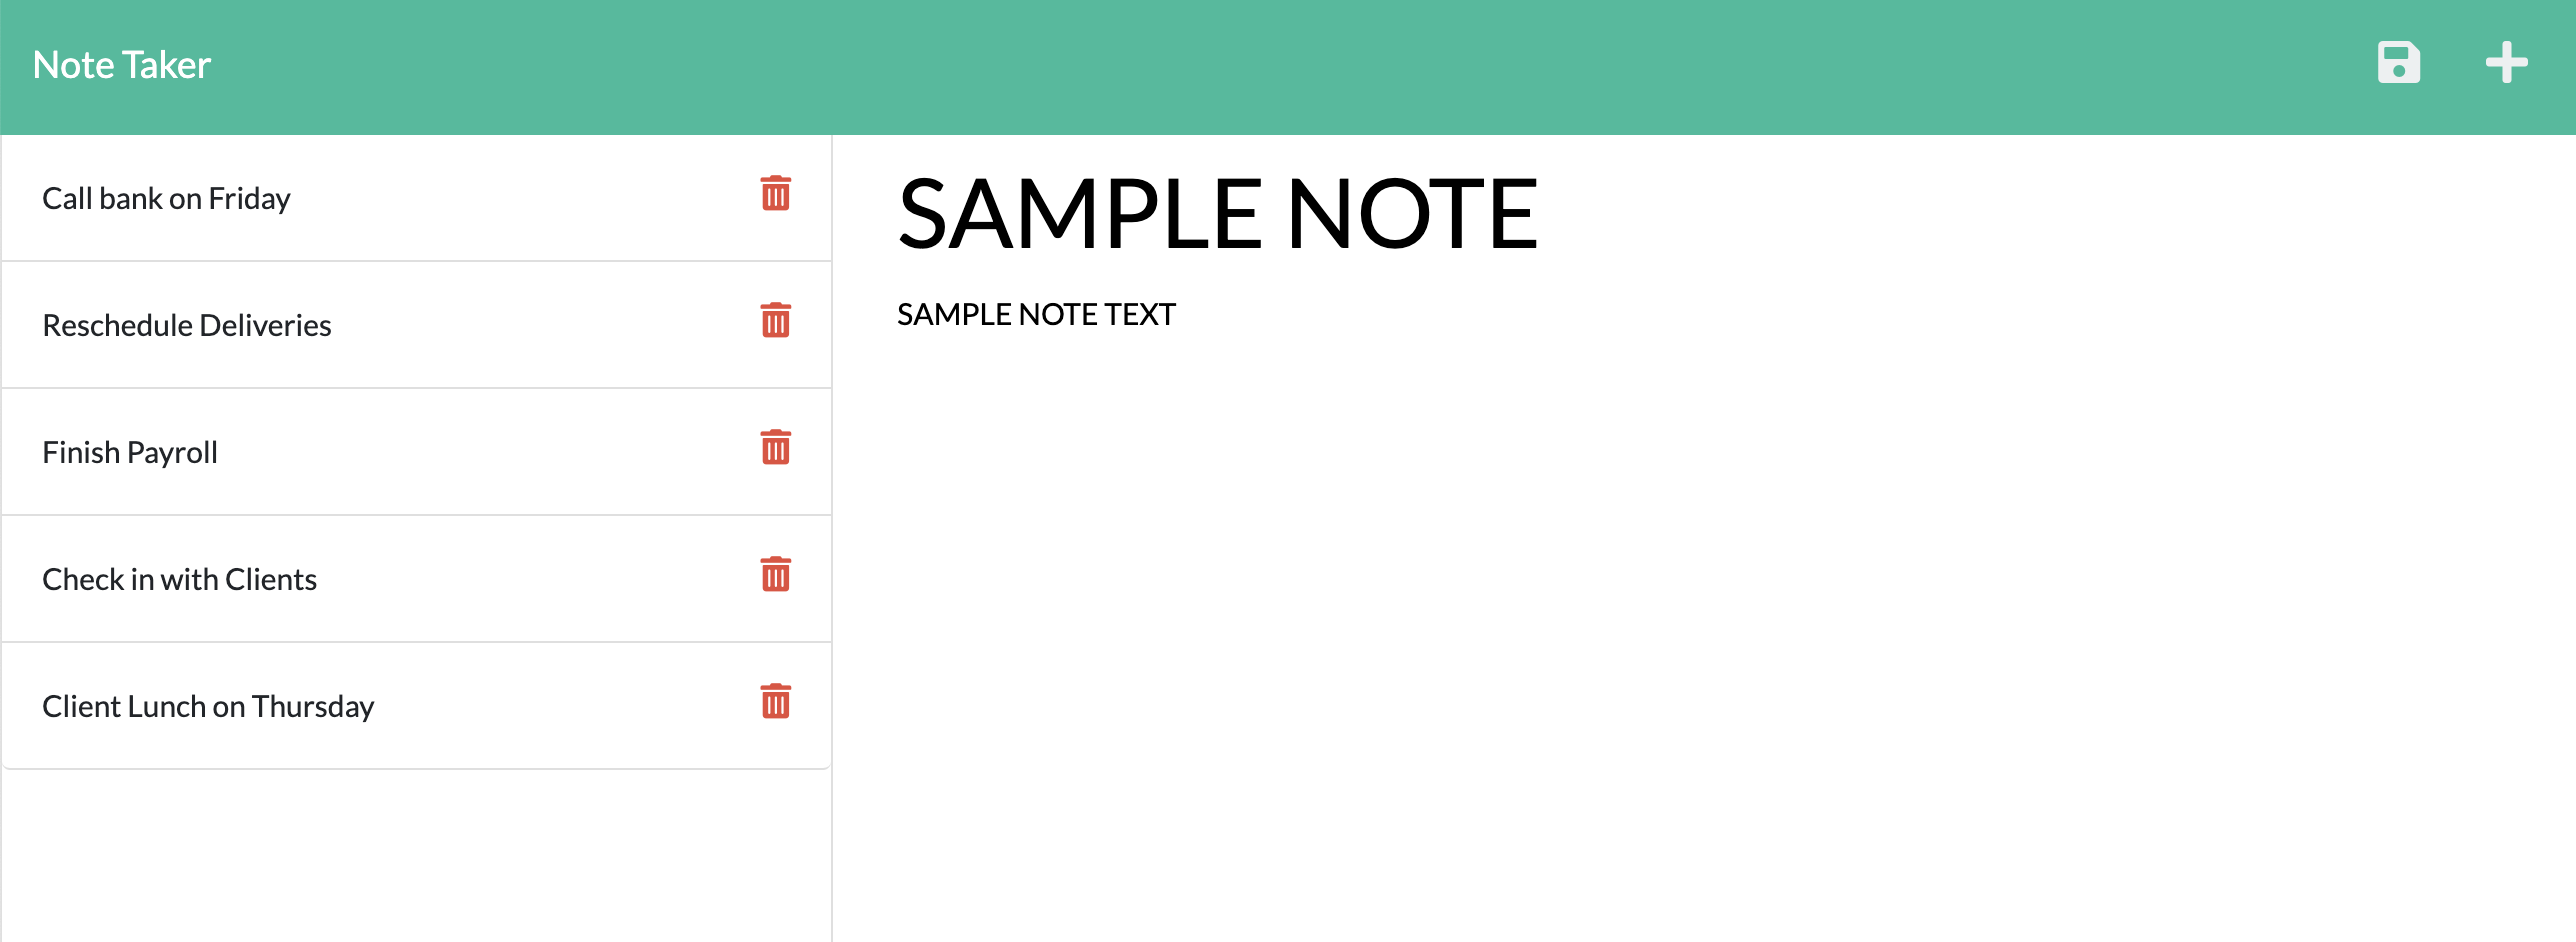 Note Taker
Call bank on Friday
Reschedule Deliveries
Finish Payroll
Check in with Clients
Client Lunch on Thursday
SAMPLE NOTE
SAMPLE NOTE TEXT